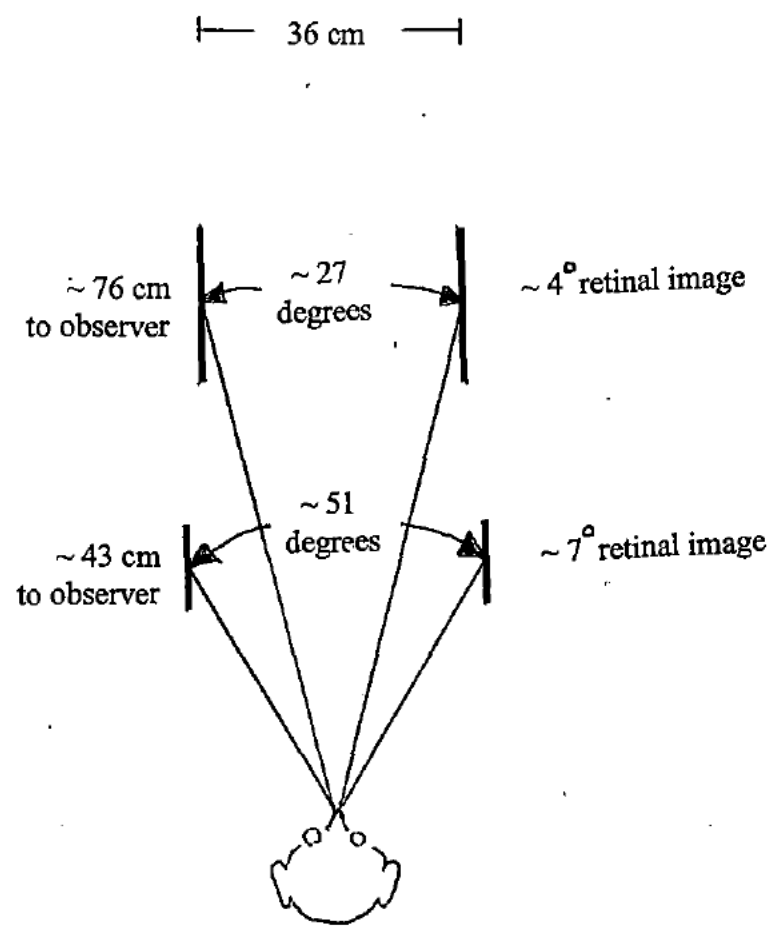 36 cm
~ 76 cm
to observer
~ 27
degrees
~ 4° retinal image
~ 43 cm
to observer
~ 51
degrees
~ 7° retinal image